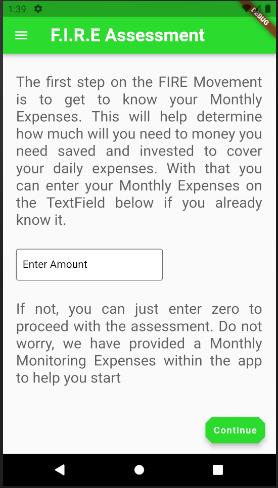 1:39
DEBUG
F.I.R.E Assessment
The first step on the FIRE Movement
is to get to know your Monthly
Expenses. This will help determine
how much will you need to money you
need saved and invested to cover
your daily expenses. With that you
can enter your Monthly Expenses on
the TextField below if you already
know it.
Enter Amount
If not, you can just enter zero to
proceed with the assessment. Do not
worry, we have provided a Monthly
Monitoring Expenses within the app
to help you start
Continue